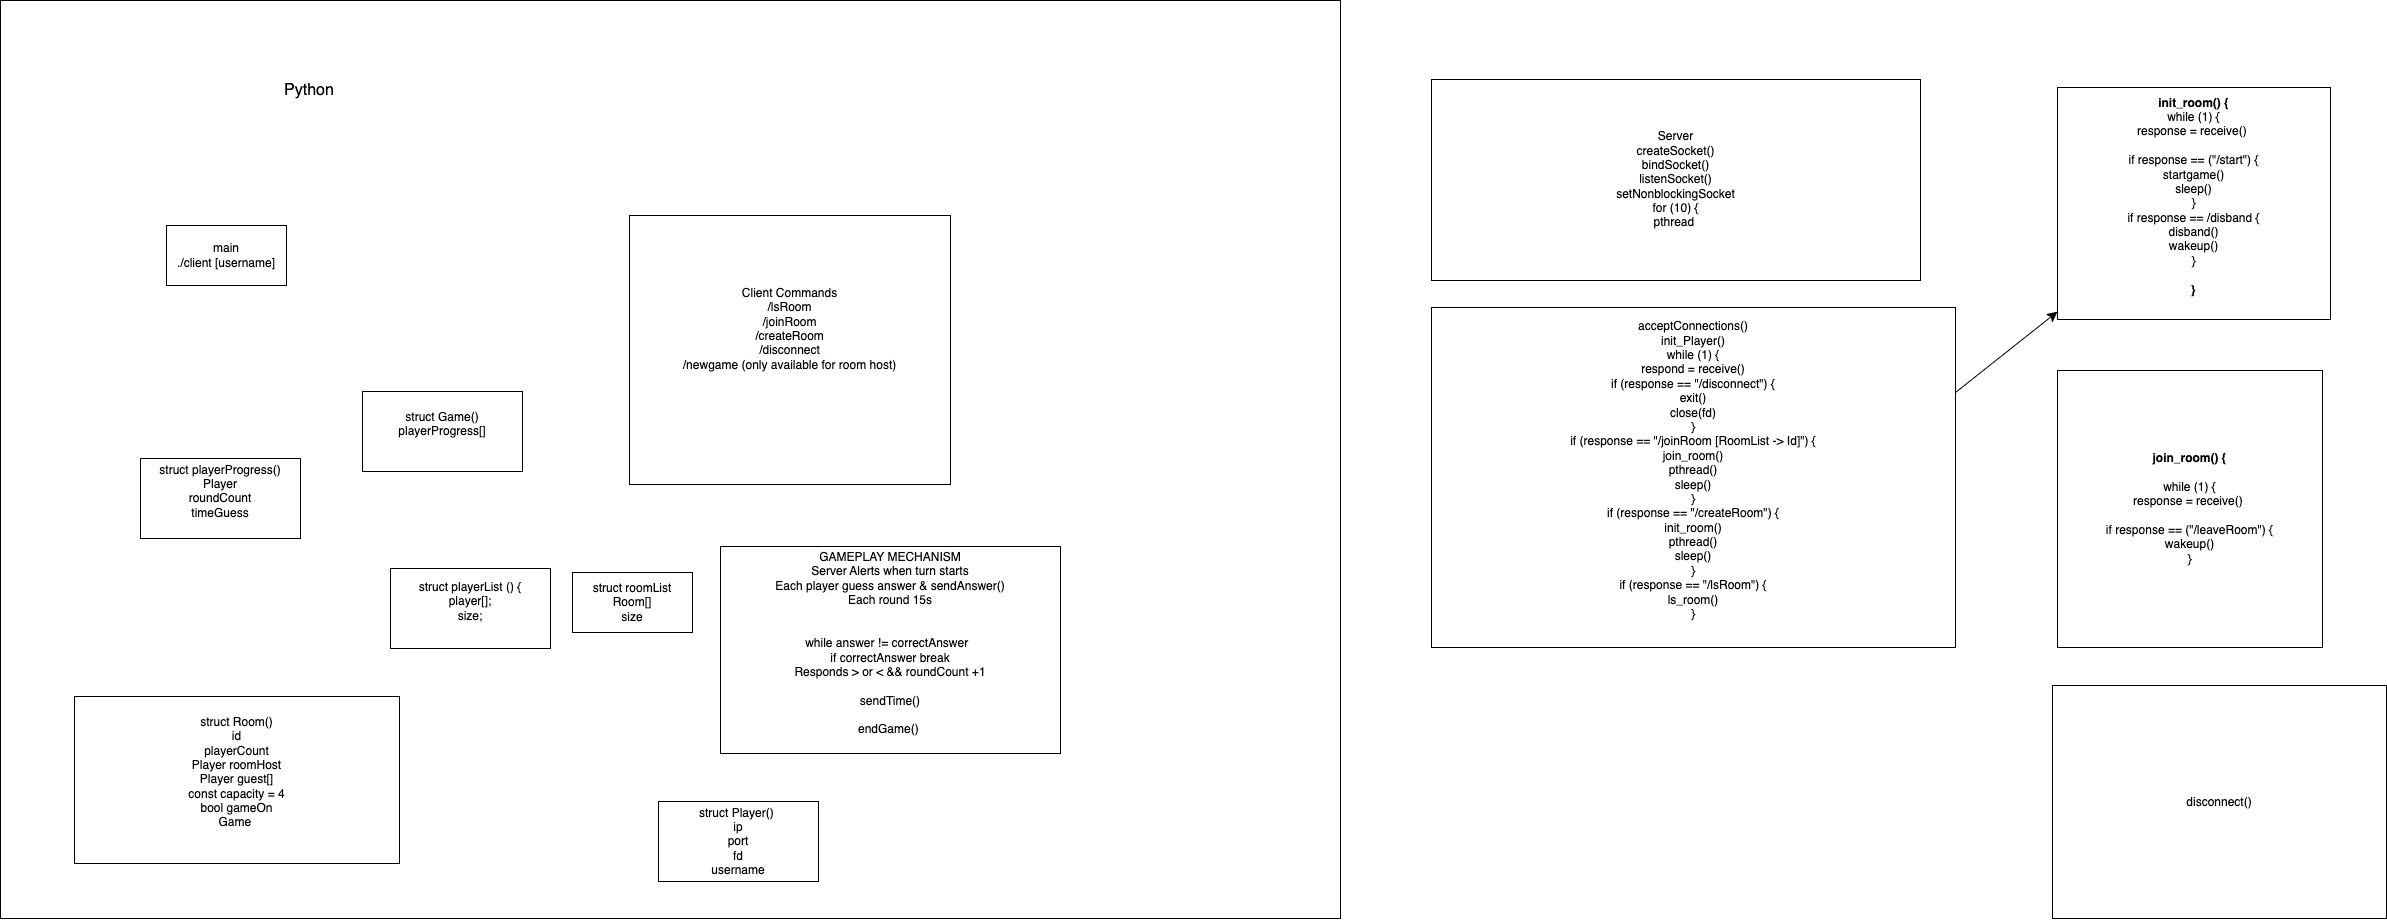 Python
main
./client [username]
Client Commands
/lsRoom
/joinRoom
/createRoom
/disconnect
/newgame (only available for room host)
struct Game()
playerProgress[]
struct playerProgress()
Player
roundCount
timeGuess
struct playerList () {
player[];
size;
struct roomList
Room[]
size
GAMEPLAY MECHANISM
Server Alerts when turn starts
Each player guess answer & sendAnswer()
Each round 15s
while answer != correctAnswer
if correctAnswer break
Responds > or < && roundCount +1
sendTime()
endGame()
struct Room()
id
playerCount
Player roomHost
Player guest[]
const capacity = 4
bool gameOn
Game
struct Player()
ip
port
fd
username
Server
createSocket()
bindSocket()
listenSocket()
setNonblockingSocket
for (10) {
pthread
acceptConnections()
init_Player()
while (1) {
respond = receive()
if (response == "/disconnect") {
exit()
close(fd)
}
if (response == "/joinRoom [RoomList -> Id]") {
join_room()
pthread()
sleep()
}
if (response == "/createRoom") {
init_room()
pthread()
sleep()
}
if (response == "/lsRoom") {
ls_room()
}
init_room() {
while (1) {
response = receive()
if response == ("/start") {
startgame()
sleep()
}
if response == /disband {
disband()
wakeup()
}
}
join_room() {
while (1) {
response = receive()
if response == ("/leaveRoom") {
wakeup()
}
disconnect()